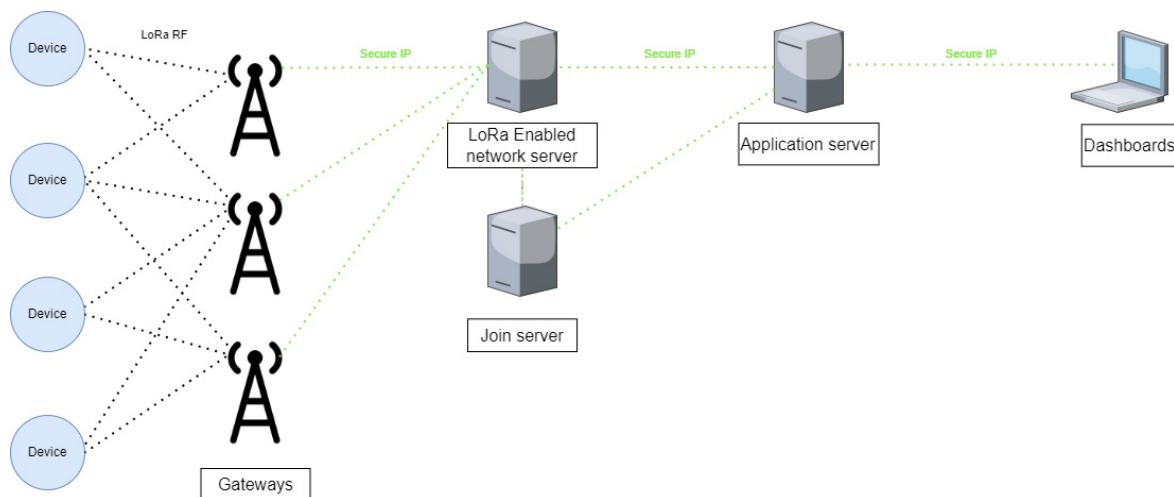 Device
LoRa RF
Secure IP
Secure IP
Secure IP
LoRa Enabled
network server
Application server
Dashboards
Device
Device
Join server
Device
Gateways